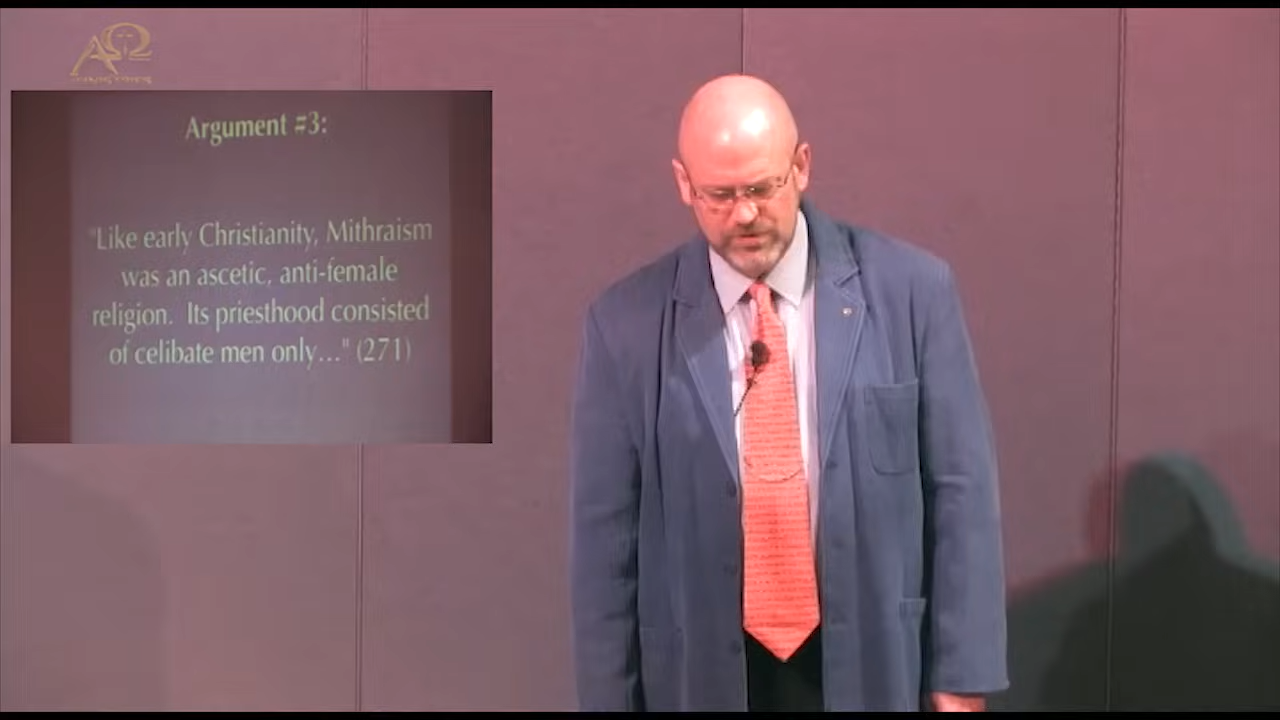 ΑΩ
Argument #3:
"Like early Christianity, Mithraism
was an ascetic, anti-female
religion. Its priesthood consisted
of celibate men only..." (271)